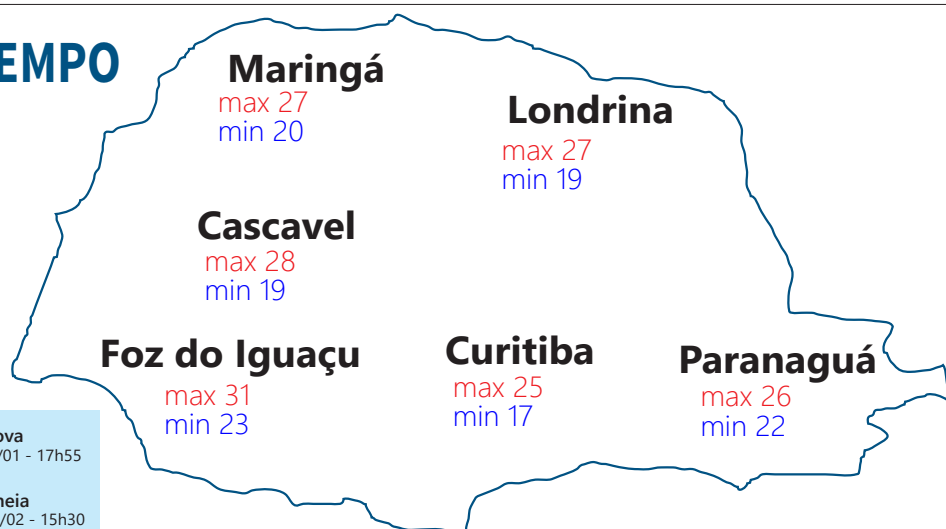 EMPO
Maringá
max 27
min 20
Londrina
max 27
min 19
Cascavel
max 28
min 19
Foz do Iguaçu
max 31
min 23
Curitiba
max 25
min 17
Paranaguá
max 26
min 22
ova
/01 - 17h55
heia
/02 - 15h30